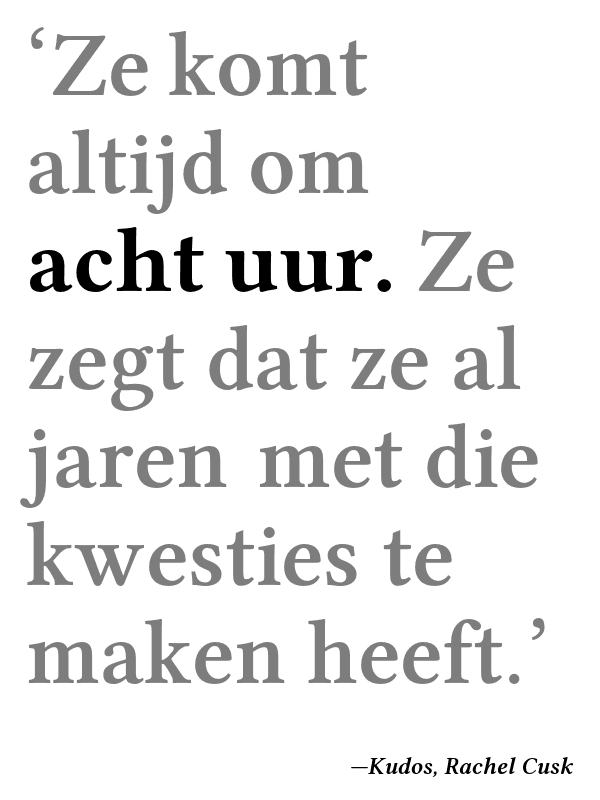 ‘Ze komt
altijd om
acht uur. Ze
zegt dat ze al
jaren met die
kwesties te
maken heeft.’
—Kudos, Rachel Cusk